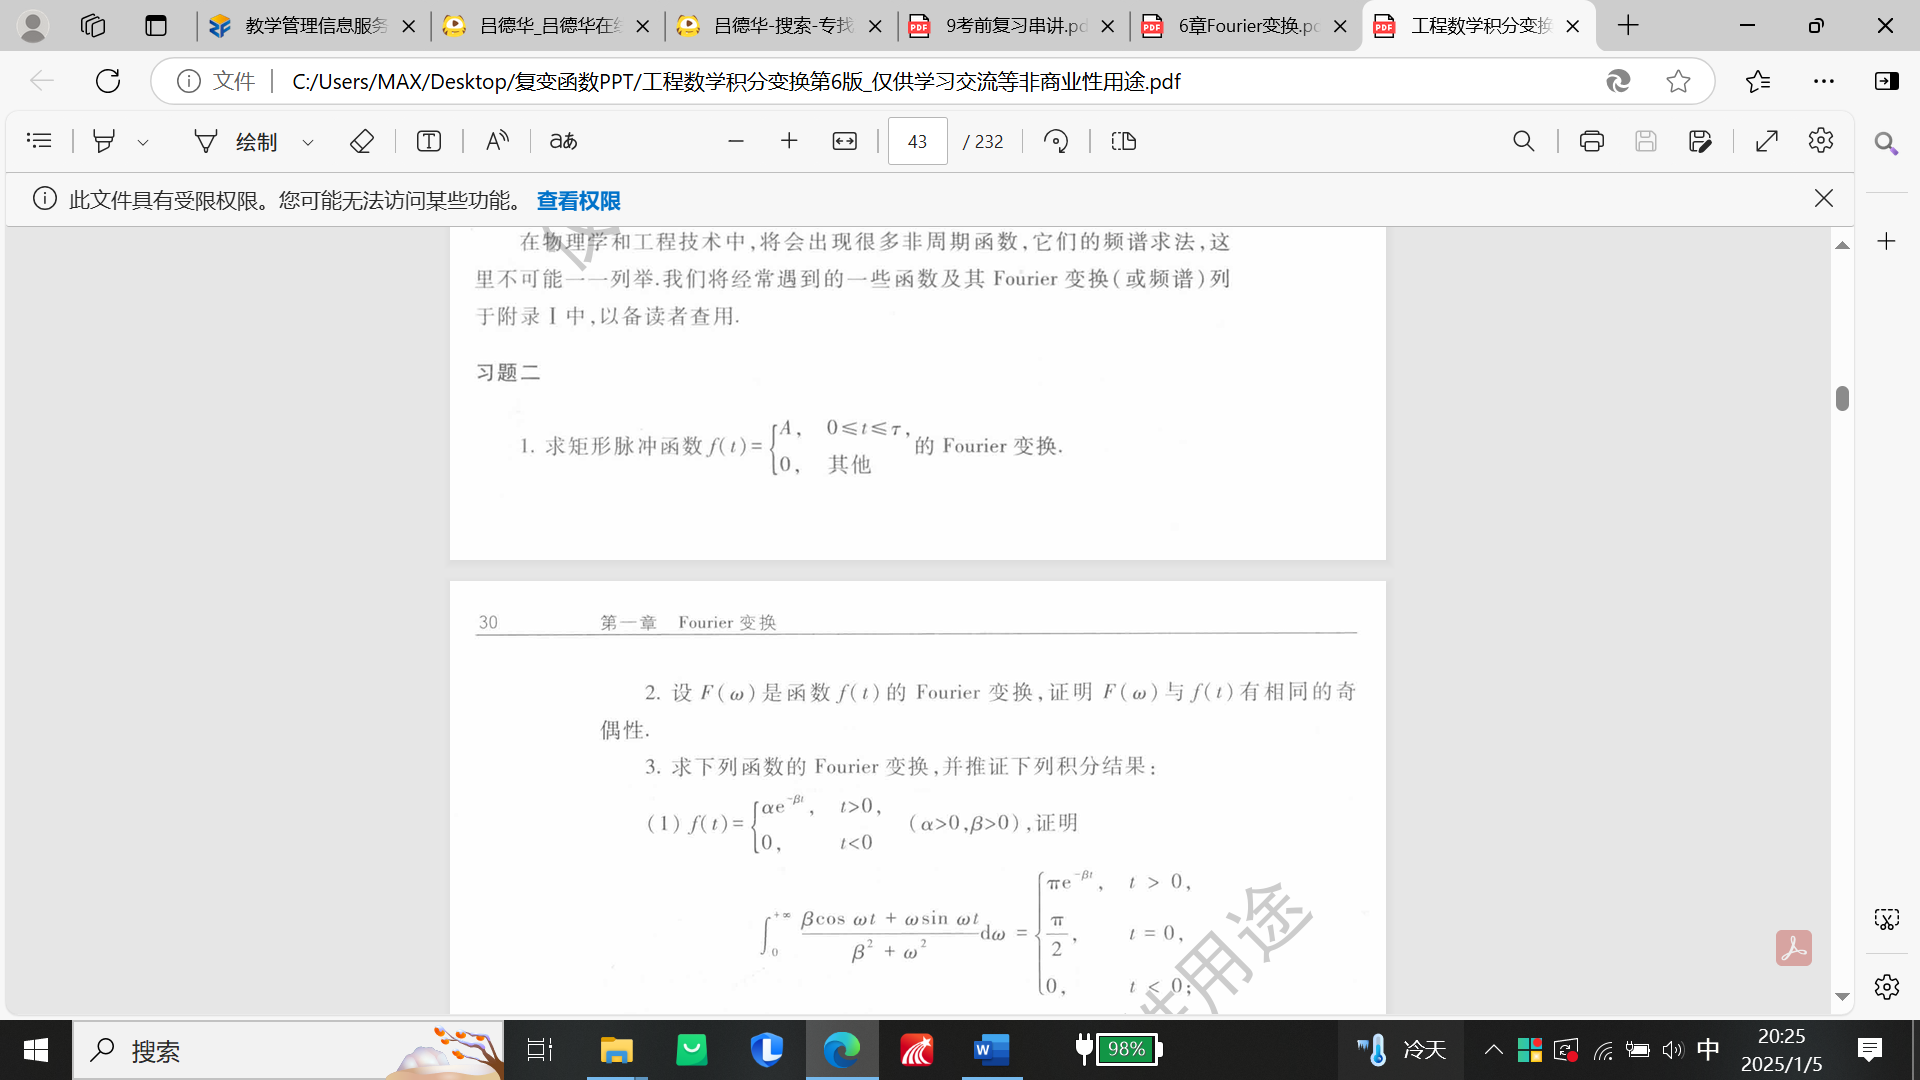 教学管理信息服务
吕德华_吕德华在线
吕德华-搜索-专找
9考前复习串讲.pd
6章Fourier变换.pd
工程数学积分变换
文件
C:/Users/MAX/Desktop/复变函数PPT/工程数学积分变换第6版_仅供学习交流等非商业性用途.pdf
绘制
aあ
43
/ 232
此文件具有受限权限。您可能无法访问某些功能。 查看权限
在物理学和工程技术中,将会出现很多非周期函数,它们的频谱求法,这
里不可能一一列举.我们将经常遇到的一些函数及其 Fourier 变换(或频谱)列
于附录 I 中,以备读者查用.
习题二
1. 求矩形脉冲函数 f(t)={A, 0≤t≤τ, 0, 其他 的 Fourier 变换.
30 第一章 Fourier 变换
2. 设 F(ω)是函数 f(t)的 Fourier 变换,证明 F(ω)与 f(t)有相同的奇
偶性.
3. 求下列函数的 Fourier 变换,并推证下列积分结果:
(1) f(t)={αe^{-βt}, t>0, 0, t<0 (α>0,β>0),证明
∫_0^{+∞} (βcos ωt + ωsin ωt)/(β² + ω²) dω = {πe^{-βt}, t > 0, π/2, t = 0, 0, t < 0;
性用途
搜索
98%
冷天
中
20:25
2025/1/5